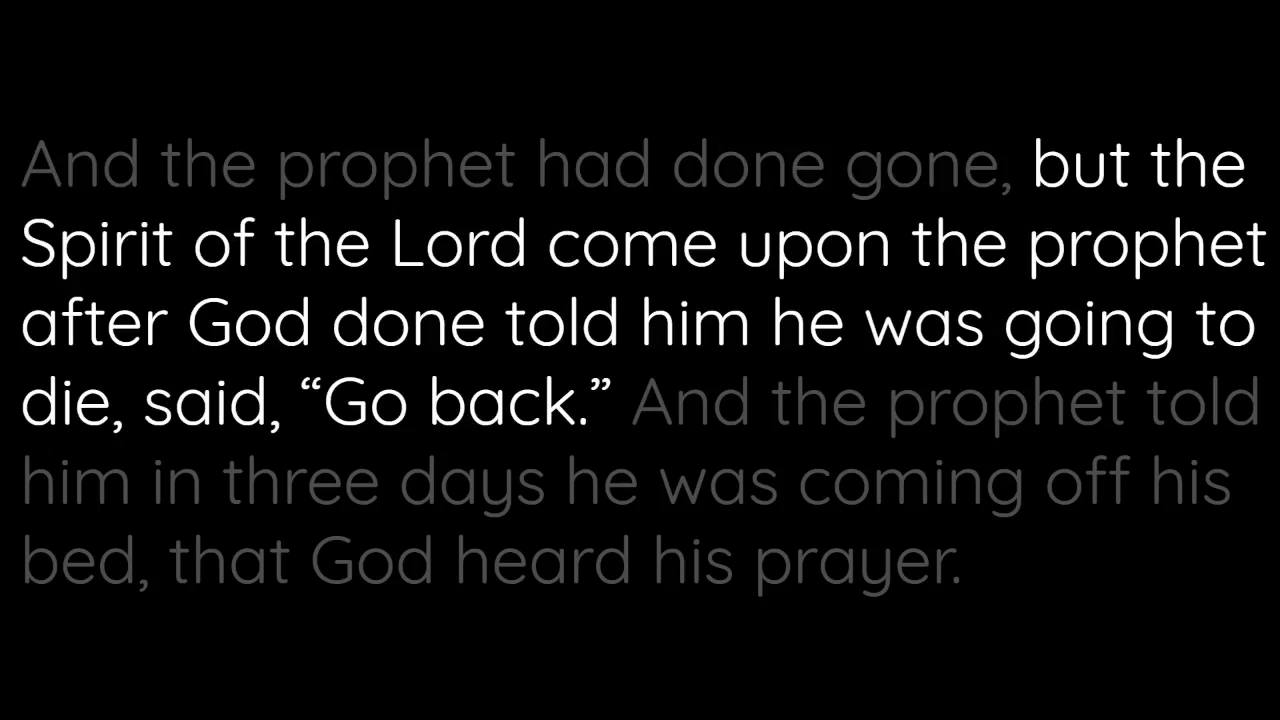 And the prophet had done gone, but the
Spirit of the Lord come upon the prophet
after God done told him he was going to
die, said, “Go back.” And the prophet told
him in three days he was coming off his
bed, that God heard his prayer.